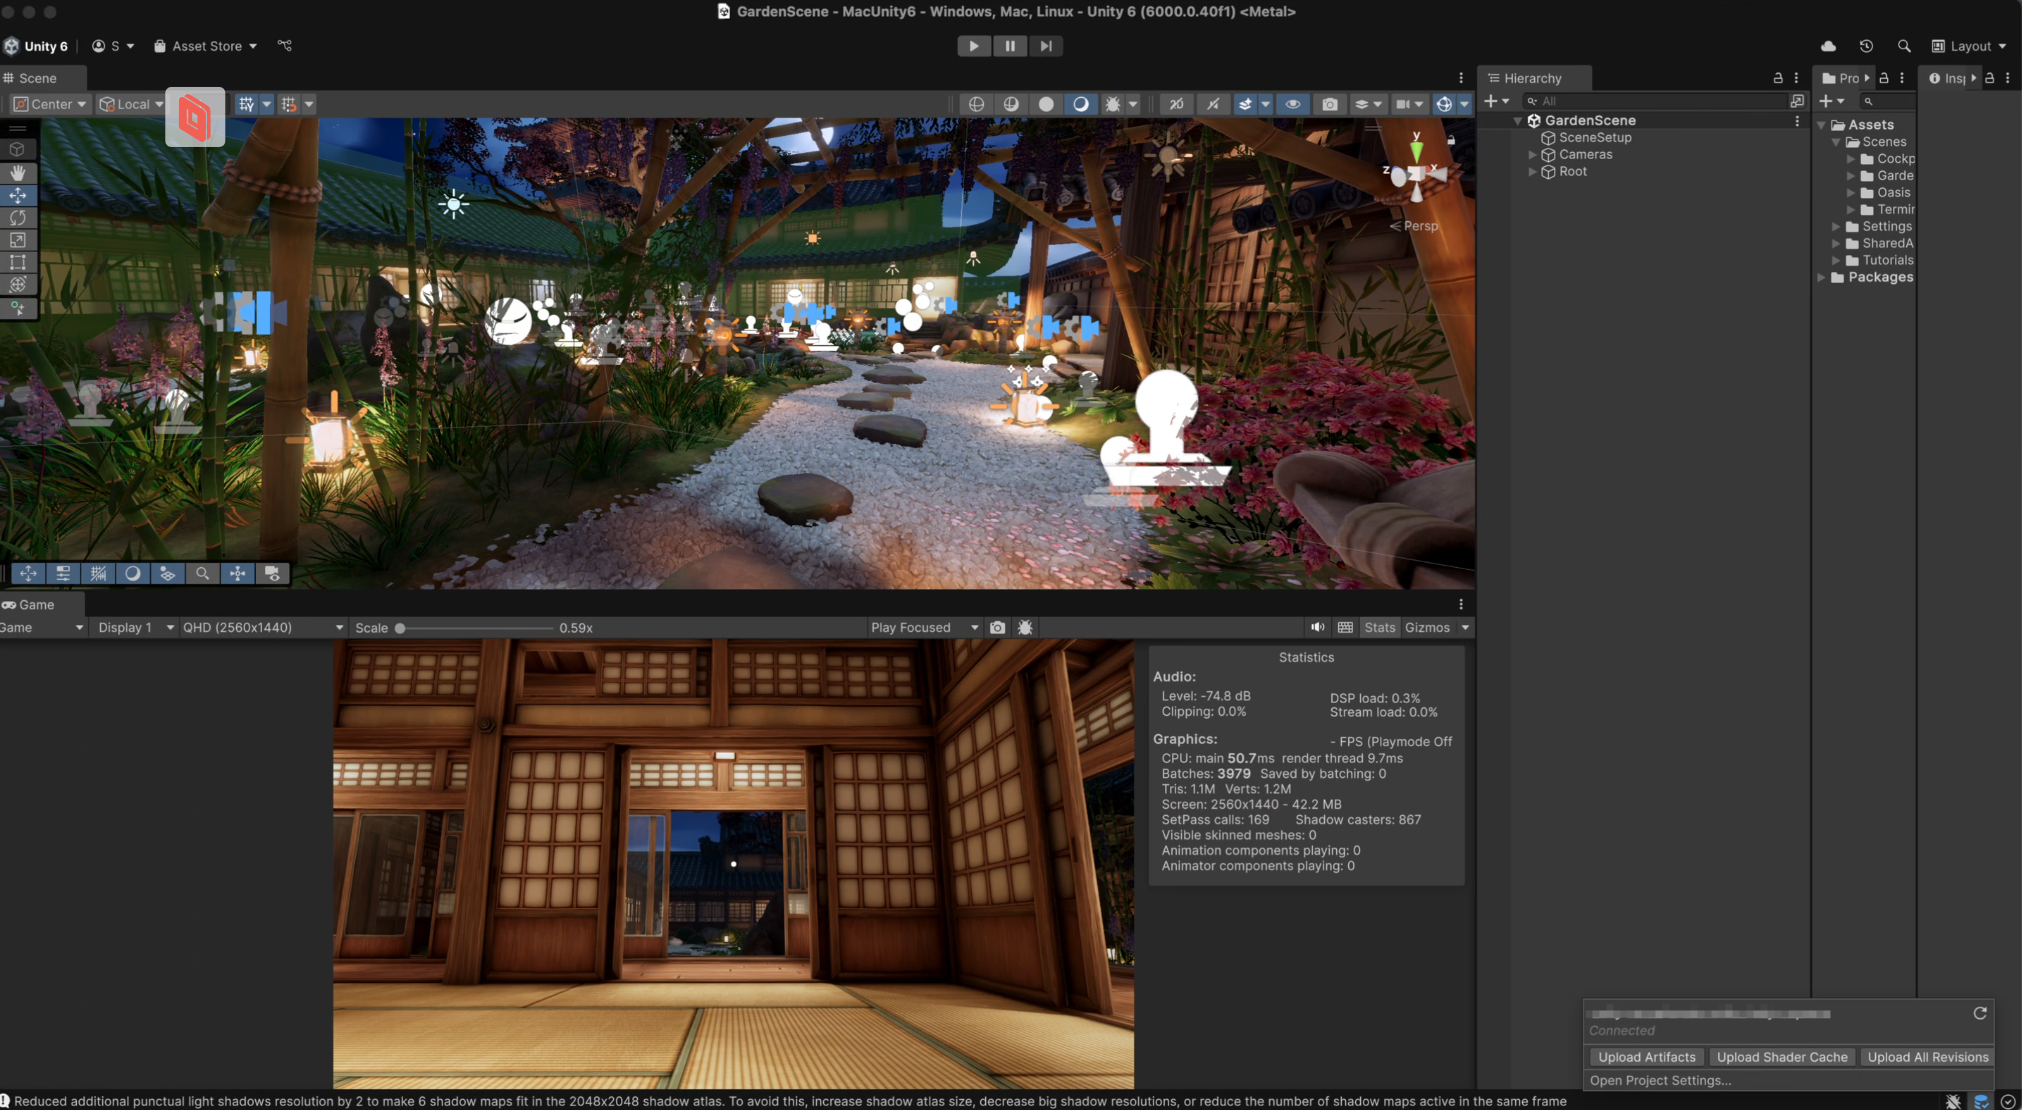 GardenScene - MacUnity6 - Windows, Mac, Linux - Unity 6 (6000.0.40f1) <Metal>
Unity 6 S Asset Store Layout
Scene
Center Local
2D
y
z x
Persp
Game
Game Display 1 QHD (2560x1440) Scale 0.59x Play Focused Stats Gizmos
Statistics
Audio:
Level: -74.8 dB DSP load: 0.3%
Clipping: 0.0% Stream load: 0.0%
Graphics: - FPS (Playmode Off
CPU: main 50.7ms render thread 9.7ms
Batches: 3979 Saved by batching: 0
Tris: 1.1M Verts: 1.2M
Screen: 2560x1440 - 42.2 MB
SetPass calls: 169 Shadow casters: 867
Visible skinned meshes: 0
Animation components playing: 0
Animator components playing: 0
Hierarchy
All
GardenScene
SceneSetup
Cameras
Root
Pro
Assets
Scenes
Cockp
Garde
Oasis
Termir
Settings
SharedA
Tutorials
Packages
Insp
Connected
Upload Artifacts Upload Shader Cache Upload All Revisions
Open Project Settings...
Reduced additional punctual light shadows resolution by 2 to make 6 shadow maps fit in the 2048x2048 shadow atlas. To avoid this, increase shadow atlas size, decrease big shadow resolutions, or reduce the number of shadow maps active in the same frame